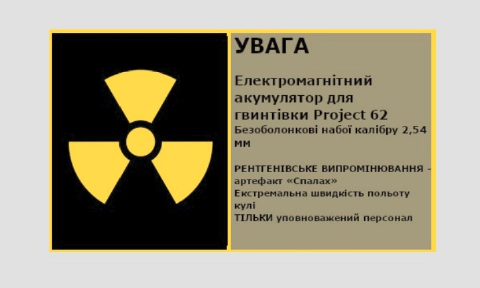 УВАГА
Електромагнітний
акумулятор для
гвинтівки Project 62
Безоболонкові набої калібру 2,54
мм
РЕНТГЕНІВСЬКЕ ВИПРОМІНЮВАННЯ -
артефакт «Спалах»
Екстремальна швидкість польоту
кулі
ТІЛЬКИ уповноважений персонал